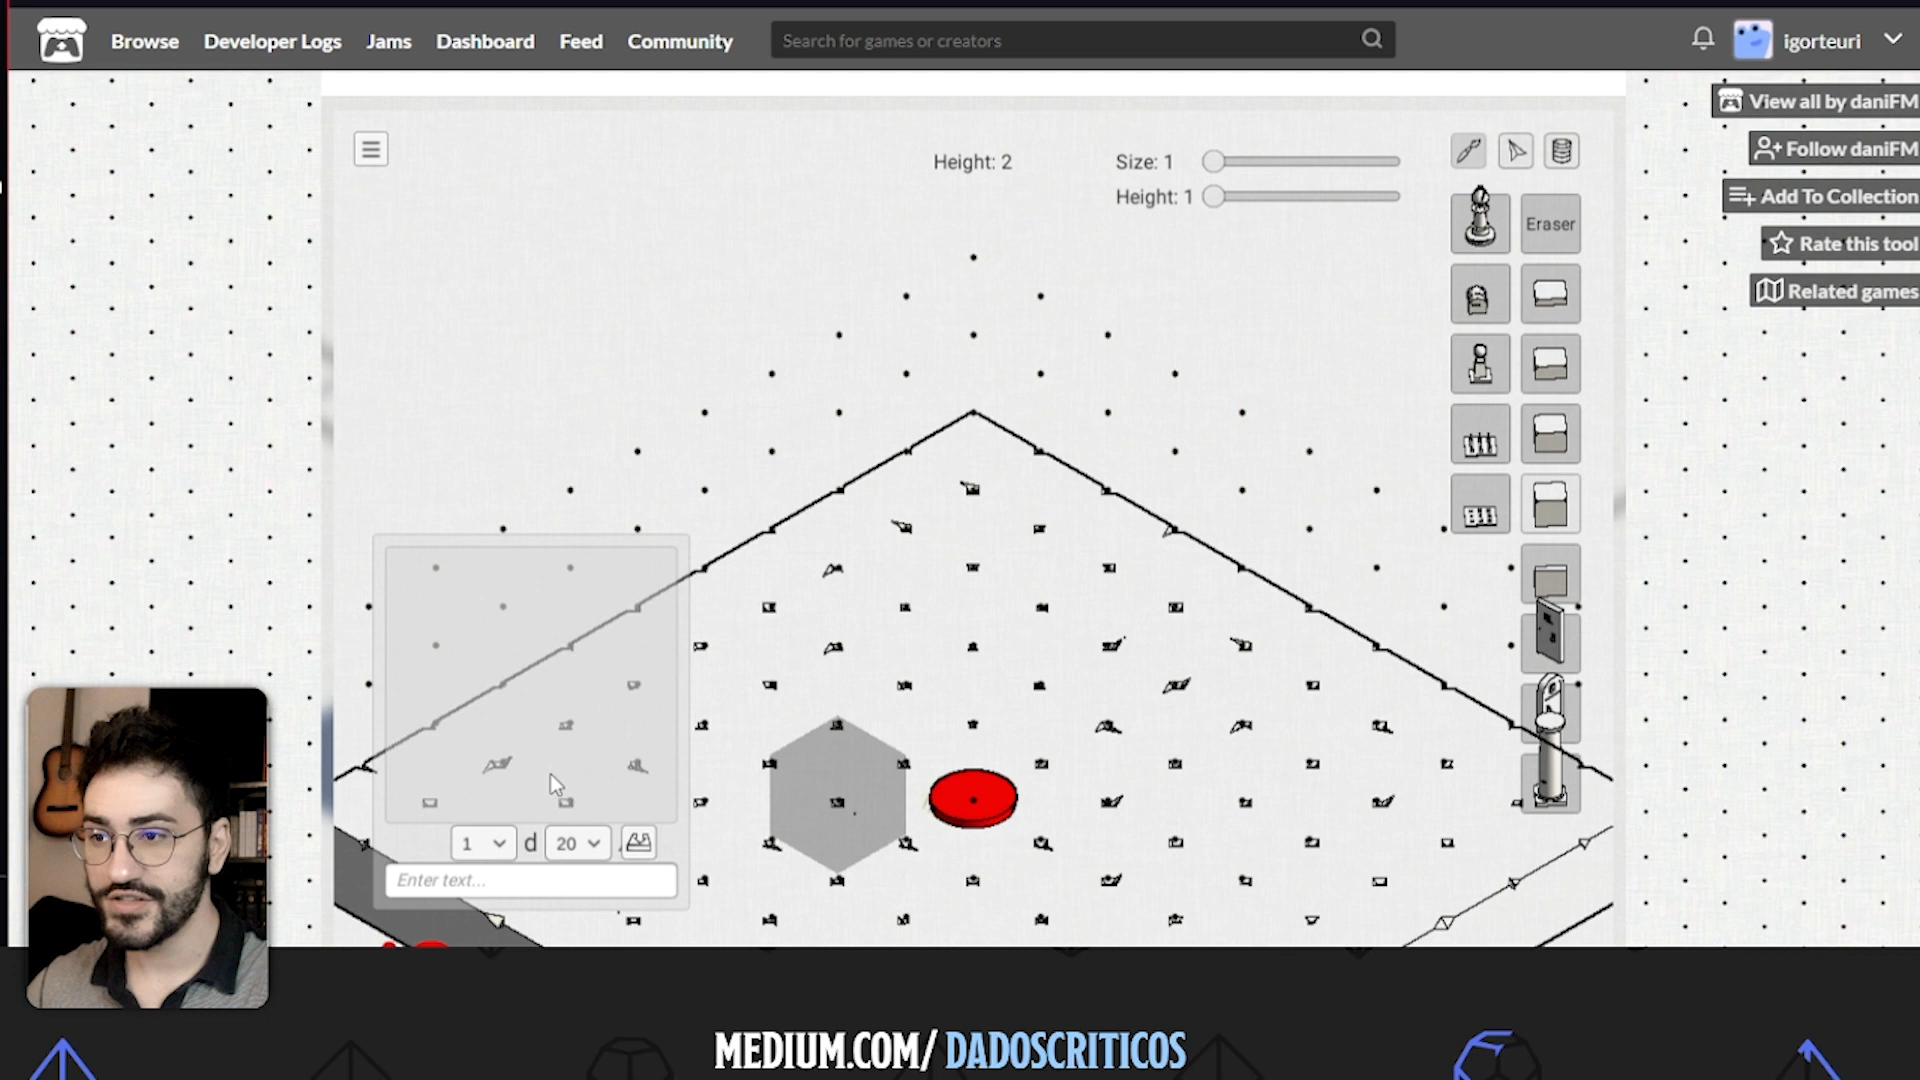 Browse Developer Logs Jams Dashboard Feed Community Search for games or creators igorteuri
View all by daniFM
Follow daniFM
Add To Collection
Rate this tool
Related games
Height: 2
Size: 1
Height: 1
Eraser
1 d 20
Enter text...
MEDIUM.COM/ DADOSCRITICOS